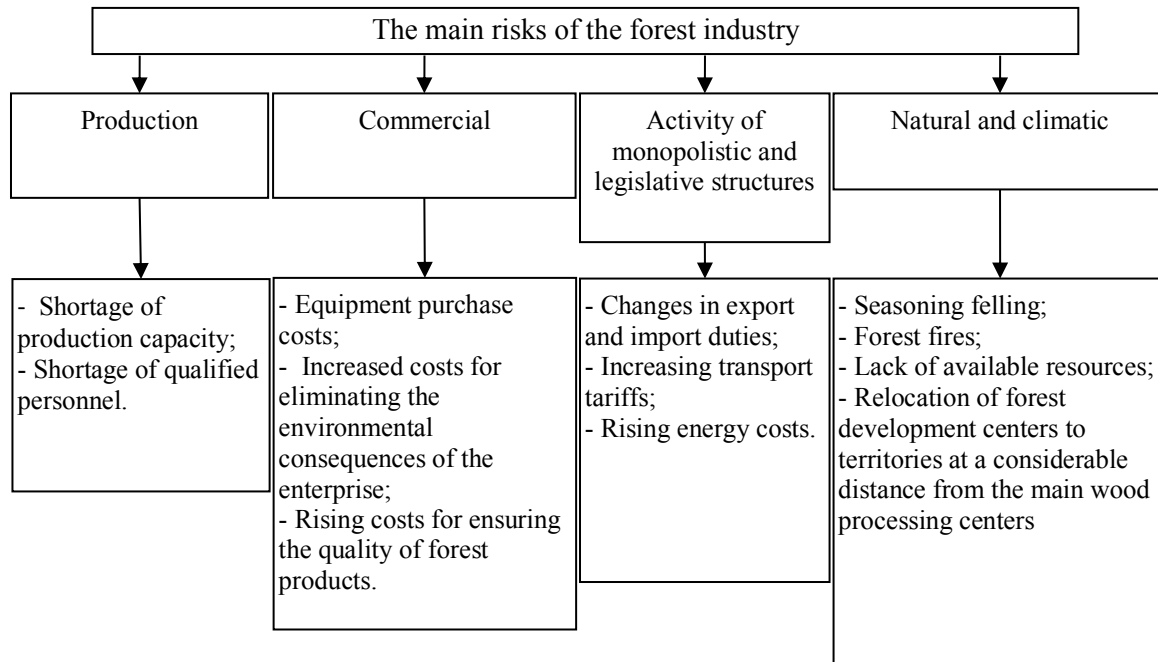 The main risks of the forest industry
Production
Commercial
Activity of
monopolistic and
legislative structures
Natural and climatic
- Shortage of
production capacity;
- Shortage of qualified
personnel.
- Equipment purchase
costs;
- Increased costs for
eliminating the
environmental
consequences of the
enterprise;
- Rising costs for ensuring
the quality of forest
products.
- Changes in export
and import duties;
- Increasing transport
tariffs;
- Rising energy costs.
- Seasoning felling;
- Forest fires;
- Lack of available resources;
- Relocation of forest
development centers to
territories at a considerable
distance from the main wood
processing centers